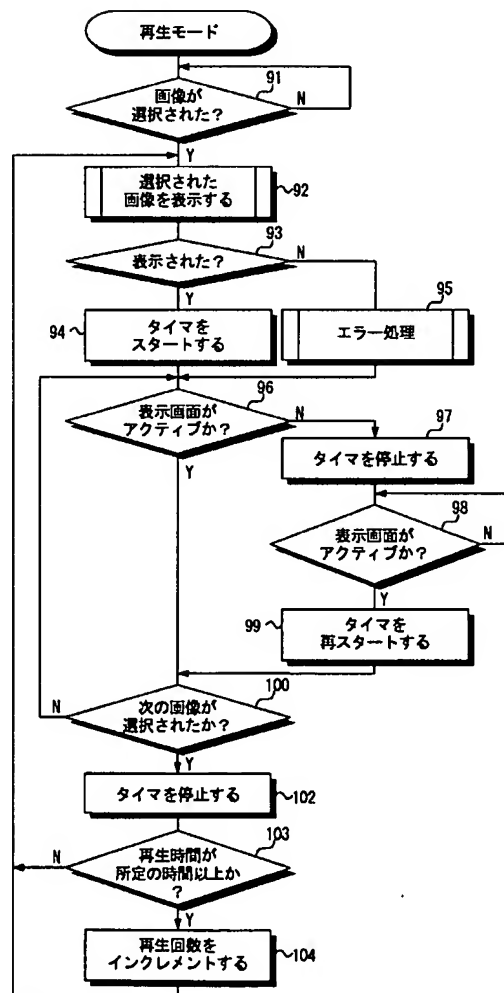 再生モード
91
画像が
選択された？
N
Y
選択された
画像を表示する
92
93
表示された？
N
Y
94
タイマを
スタートする
95
エラー処理
96
表示画面が
アクティブか？
N
Y
97
タイマを停止する
98
表示画面が
アクティブか？
N
Y
99
タイマを
再スタートする
100
次の画像が
選択されたか？
N
Y
タイマを停止する
102
103
再生時間が
所定の時間以上か
？
N
Y
再生回数を
インクレメントする
104